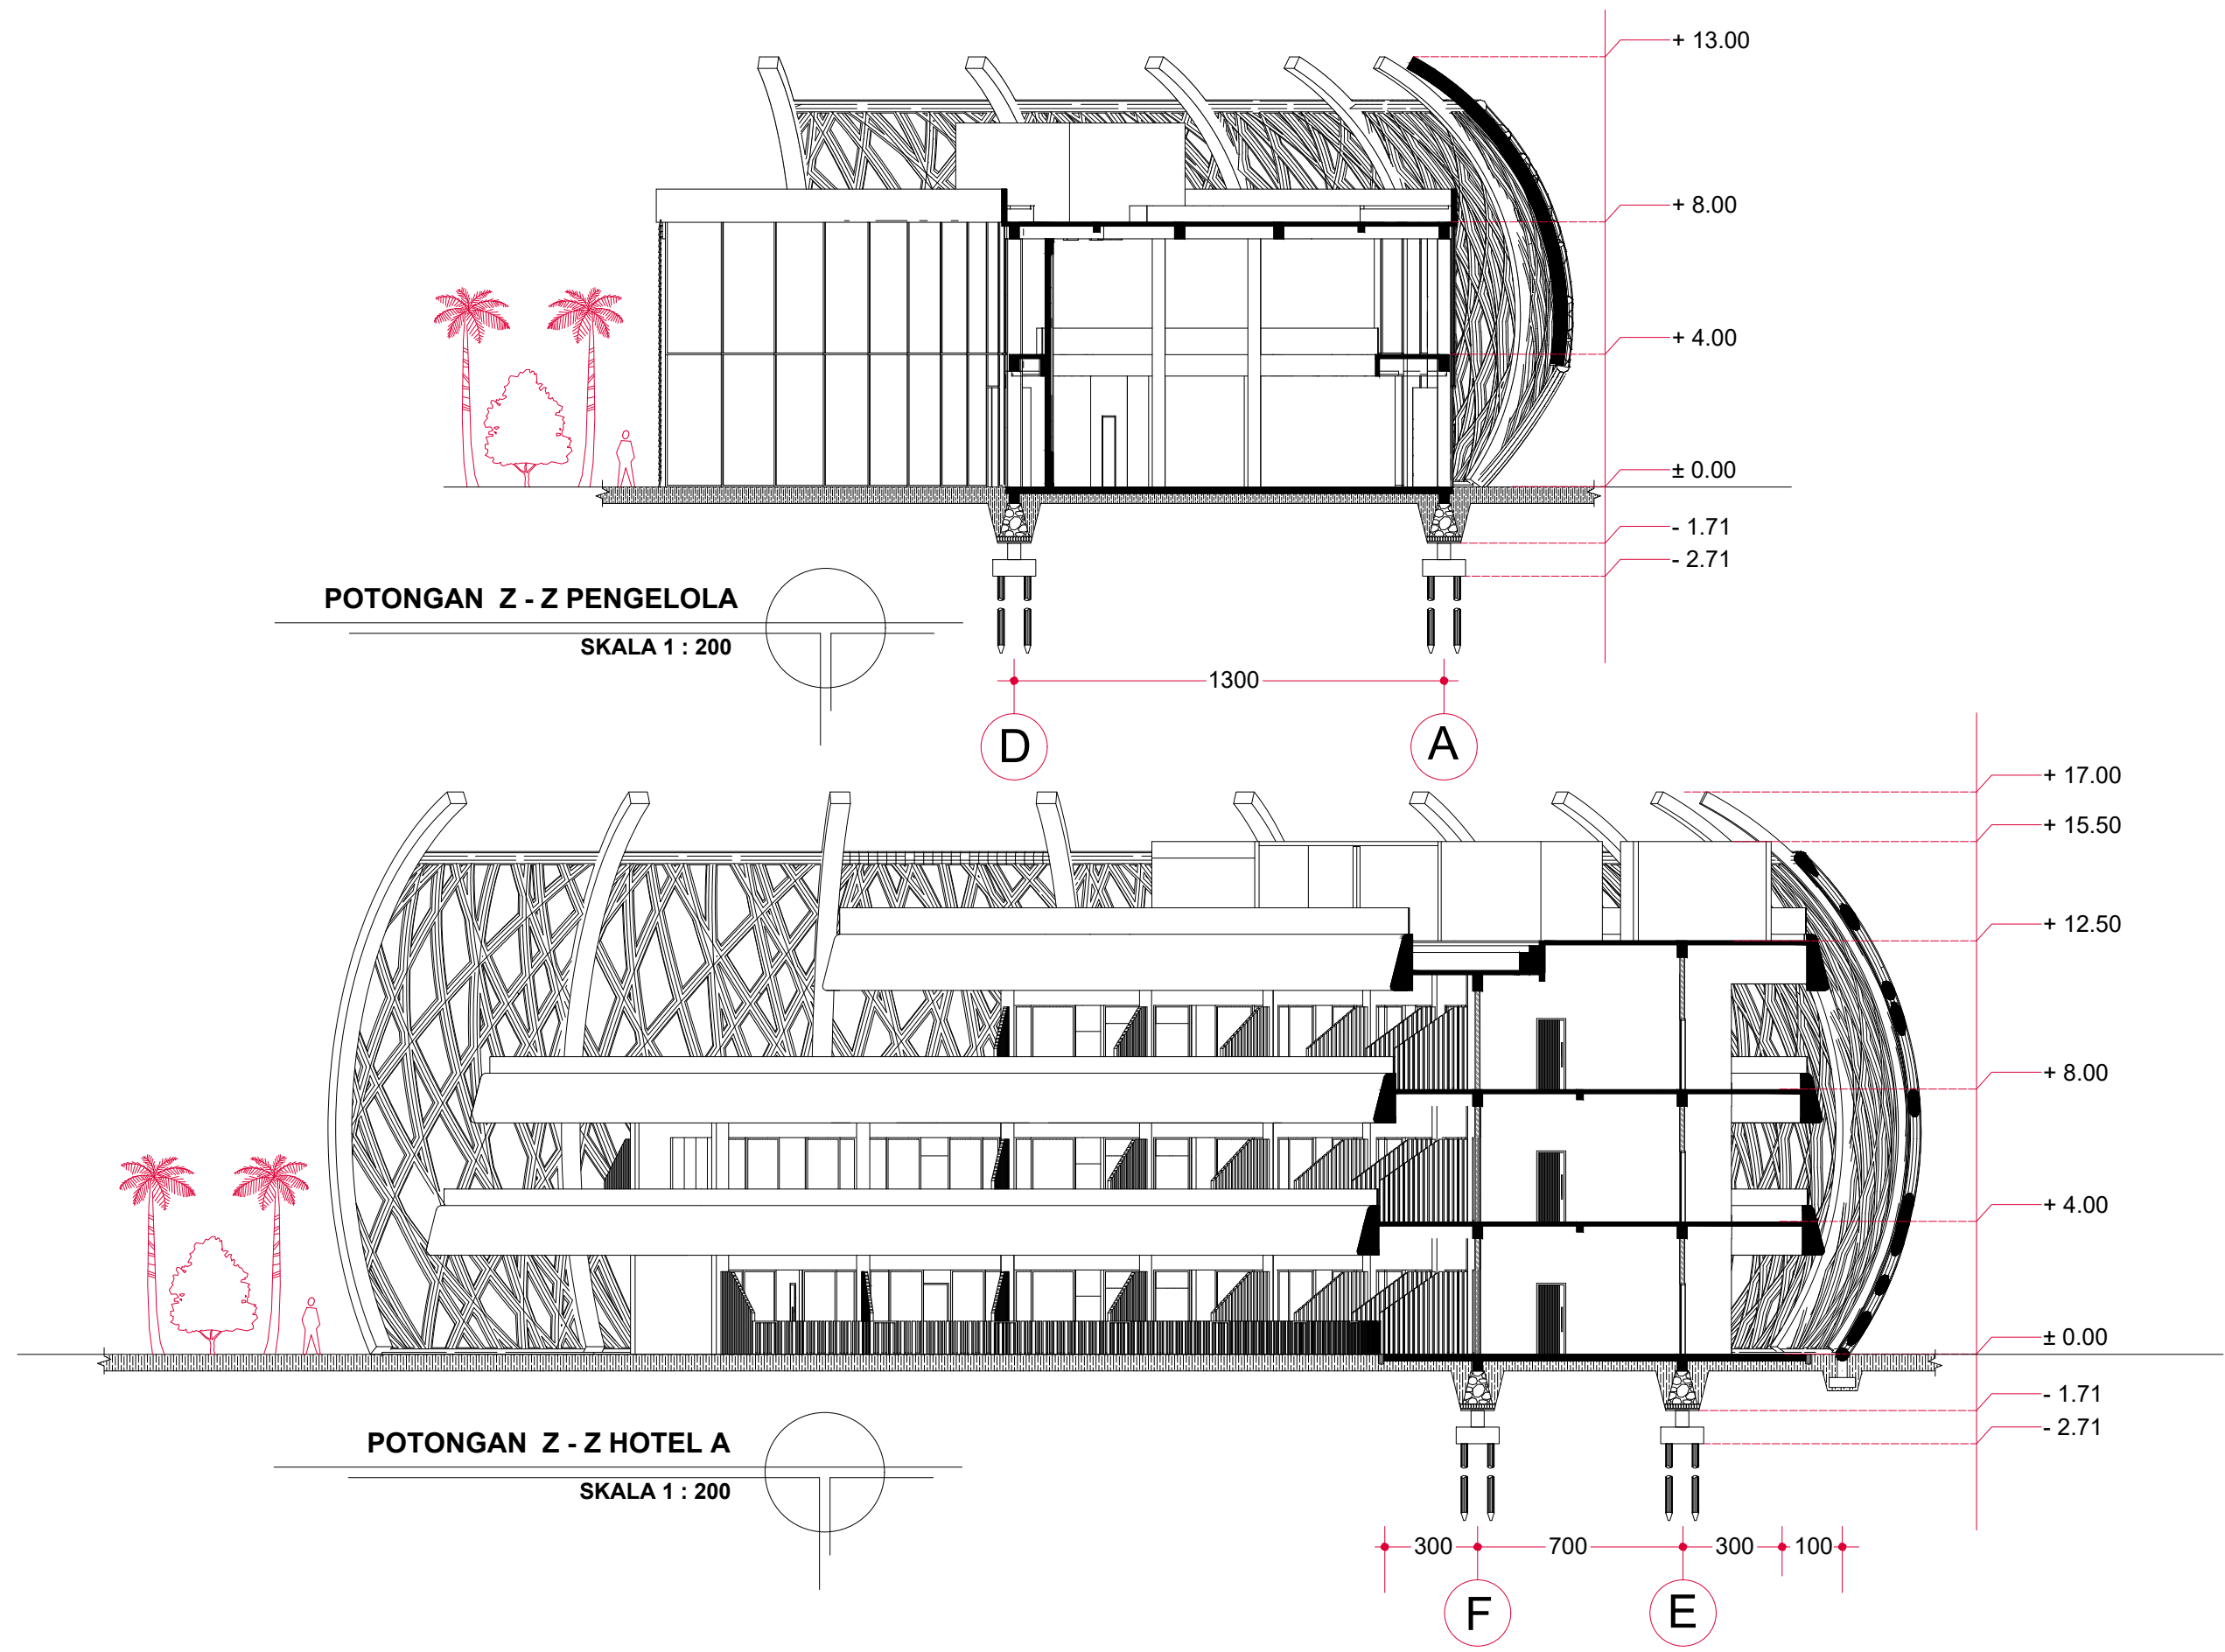 + 13.00
+ 8.00
+ 4.00
± 0.00
- 1.71
- 2.71
POTONGAN Z - Z PENGELOLA
SKALA 1 : 200
1300
D
A
+ 17.00
+ 15.50
+ 12.50
+ 8.00
+ 4.00
± 0.00
- 1.71
- 2.71
POTONGAN Z - Z HOTEL A
SKALA 1 : 200
300
700
300
100
F
E